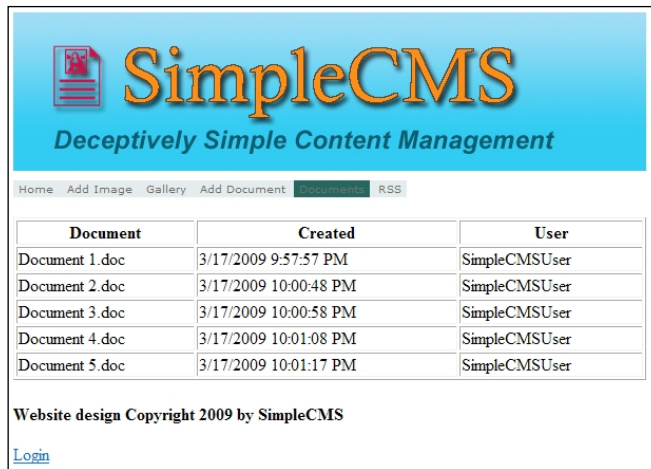 SimpleCMS
Deceptively Simple Content Management
Home Add Image Gallery Add Document Documents RSS
Document Created User
Document 1.doc 3/17/2009 9:57:57 PM SimpleCMSUser
Document 2.doc 3/17/2009 10:00:48 PM SimpleCMSUser
Document 3.doc 3/17/2009 10:00:58 PM SimpleCMSUser
Document 4.doc 3/17/2009 10:01:08 PM SimpleCMSUser
Document 5.doc 3/17/2009 10:01:17 PM SimpleCMSUser
Website design Copyright 2009 by SimpleCMS
Login